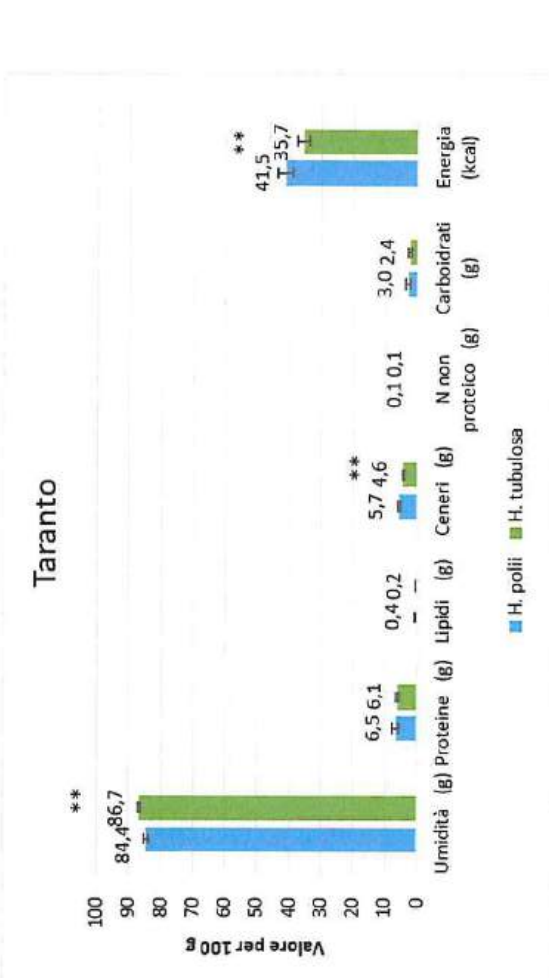 Taranto
Valore per 100 g
100
90
80
70
60
50
40
30
20
10
0
**
84,4 86,7
6,5 6,1
0,4 0,2
**
5,7 4,6
0,1 0,1
3,0 2,4
**
41,5
35,7
Umidità (g)
Proteine (g)
Lipidi (g)
Ceneri (g)
N non
proteico (g)
Carboidrati
(g)
Energia
(kcal)
H. polii H. tubulosa